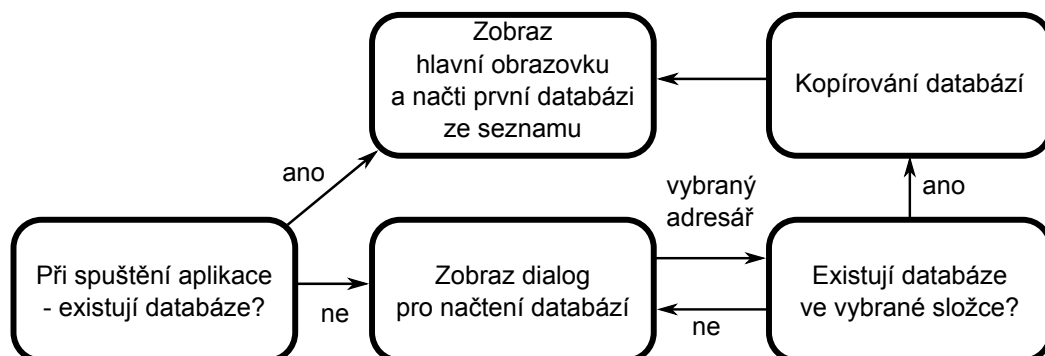 Zobraz
hlavní obrazovku
a načti první databázi
ze seznamu
Kopírování databází
ano
vybraný
adresář
ano
Při spuštění aplikace
- existují databáze?
ne
Zobraz dialog
pro načtení databází
ne
Existují databáze
ve vybrané složce?